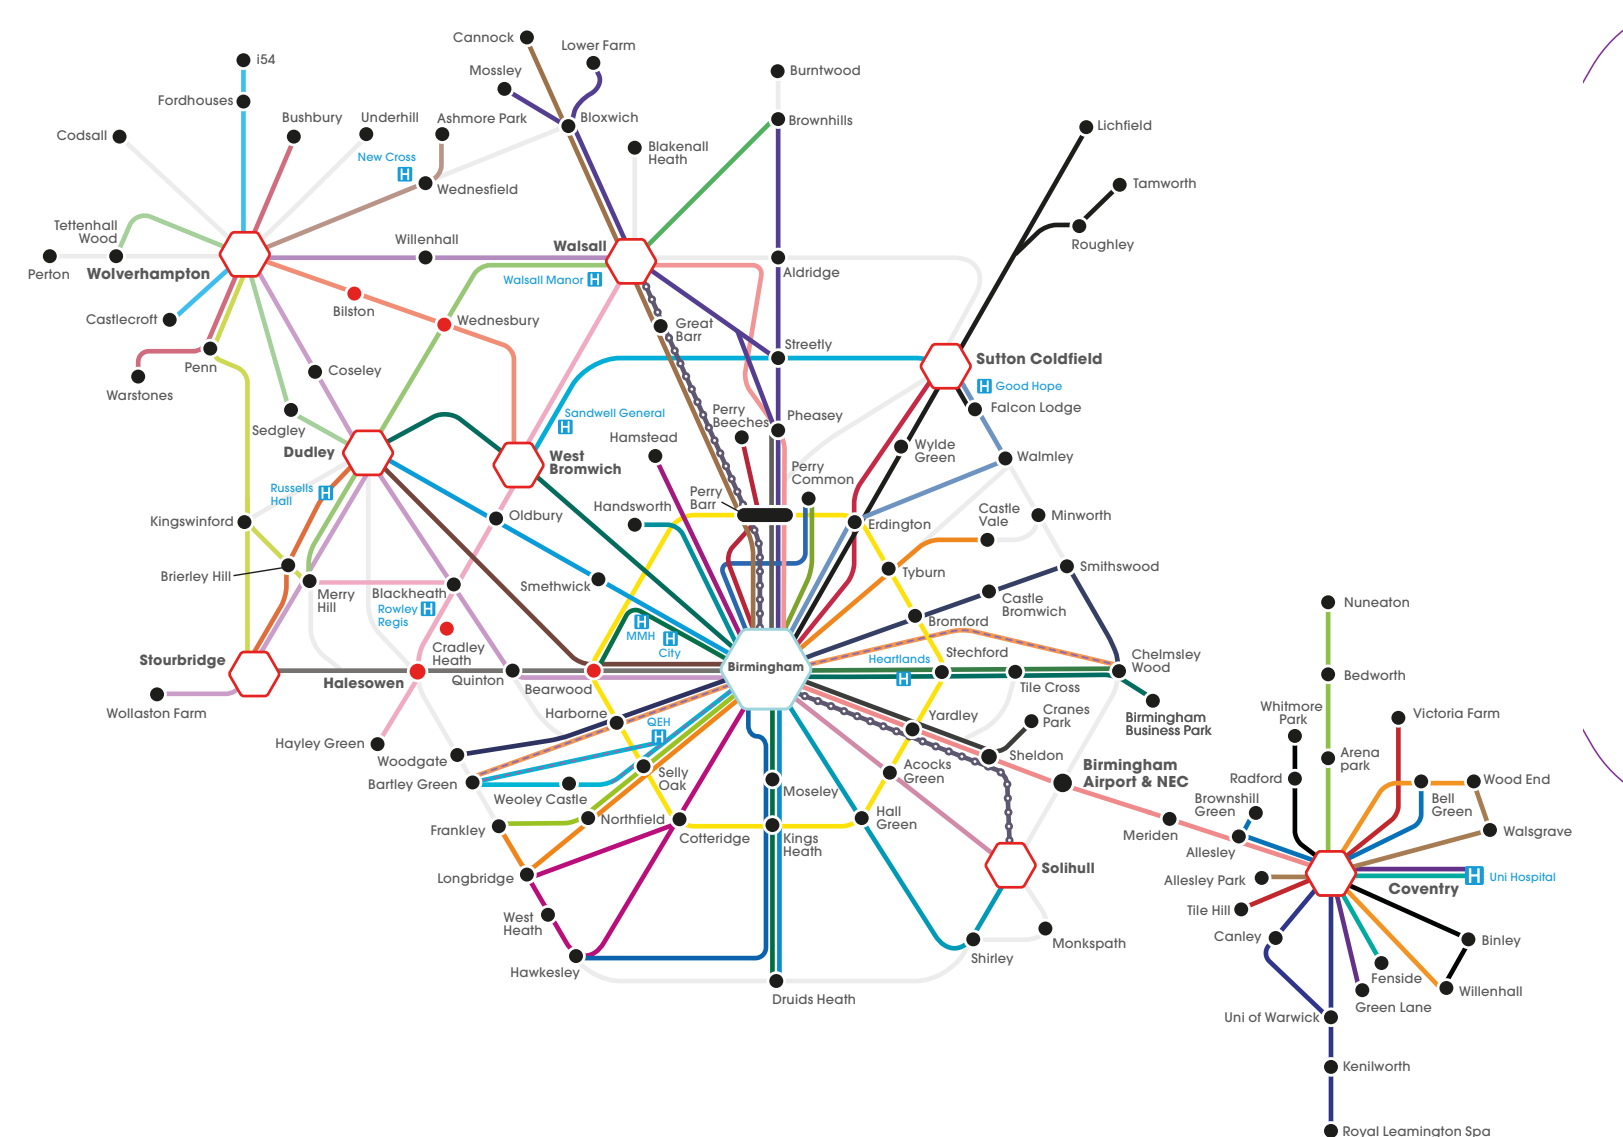 Cannock
Lower Farm
i54
Mossley
Burntwood
Fordhouses
Bushbury
Underhill
Ashmore Park
Bloxwich
Brownhills
Lichfield
Codsall
New Cross
H
Blakenall
Heath
Wednesfield
Tamworth
Tettenhall
Wood
Willenhall
Walsall
Roughley
Perton
Wolverhampton
Walsall Manor H
Aldridge
Castlecroft
Bilston
Wednesbury
Great
Barr
Streetly
Sutton Coldfield
Penn
Coseley
H Good Hope
Warstones
Sandwell General
H
Perry
Beeches
Pheasey
Falcon Lodge
Sedgley
Hamstead
Wylde
Green
Dudley
West
Bromwich
Walmley
Russells
Hall
H
Perry
Common
Perry
Barr
Handsworth
Castle
Vale
Minworth
Kingswinford
Oldbury
Erdington
Brierley Hill
Merry
Hill
Blackheath
Smethwick
Tyburn
Smithswood
Rowley
Regis
H
Castle
Bromwich
Nuneaton
H
MMH
H
City
Bromford
Cradley
Heath
Stourbridge
Birmingham
Heartlands
H
Stechford
Chelmsley
Wood
Bedworth
Halesowen
Quinton
Bearwood
Tile Cross
Wollaston Farm
Harborne
QEH
H
Yardley
Cranes
Park
Birmingham
Business Park
Whitmore
Park
Victoria Farm
Hayley Green
Woodgate
Sheldon
Arena
park
Bartley Green
Selly
Oak
Acocks
Green
Birmingham
Airport & NEC
Radford
Wood End
Weoley Castle
Moseley
Brownshill
Green
Bell
Green
Frankley
Northfield
Cotteridge
Kings
Heath
Hall
Green
Meriden
Allesley
Walsgrave
Longbridge
Solihull
Allesley Park
Coventry
H Uni Hospital
West
Heath
Tile Hill
Hawkesley
Shirley
Monkspath
Canley
Binley
Druids Heath
Fenside
Green Lane
Willenhall
Uni of Warwick
Kenilworth
Royal Leamington Spa